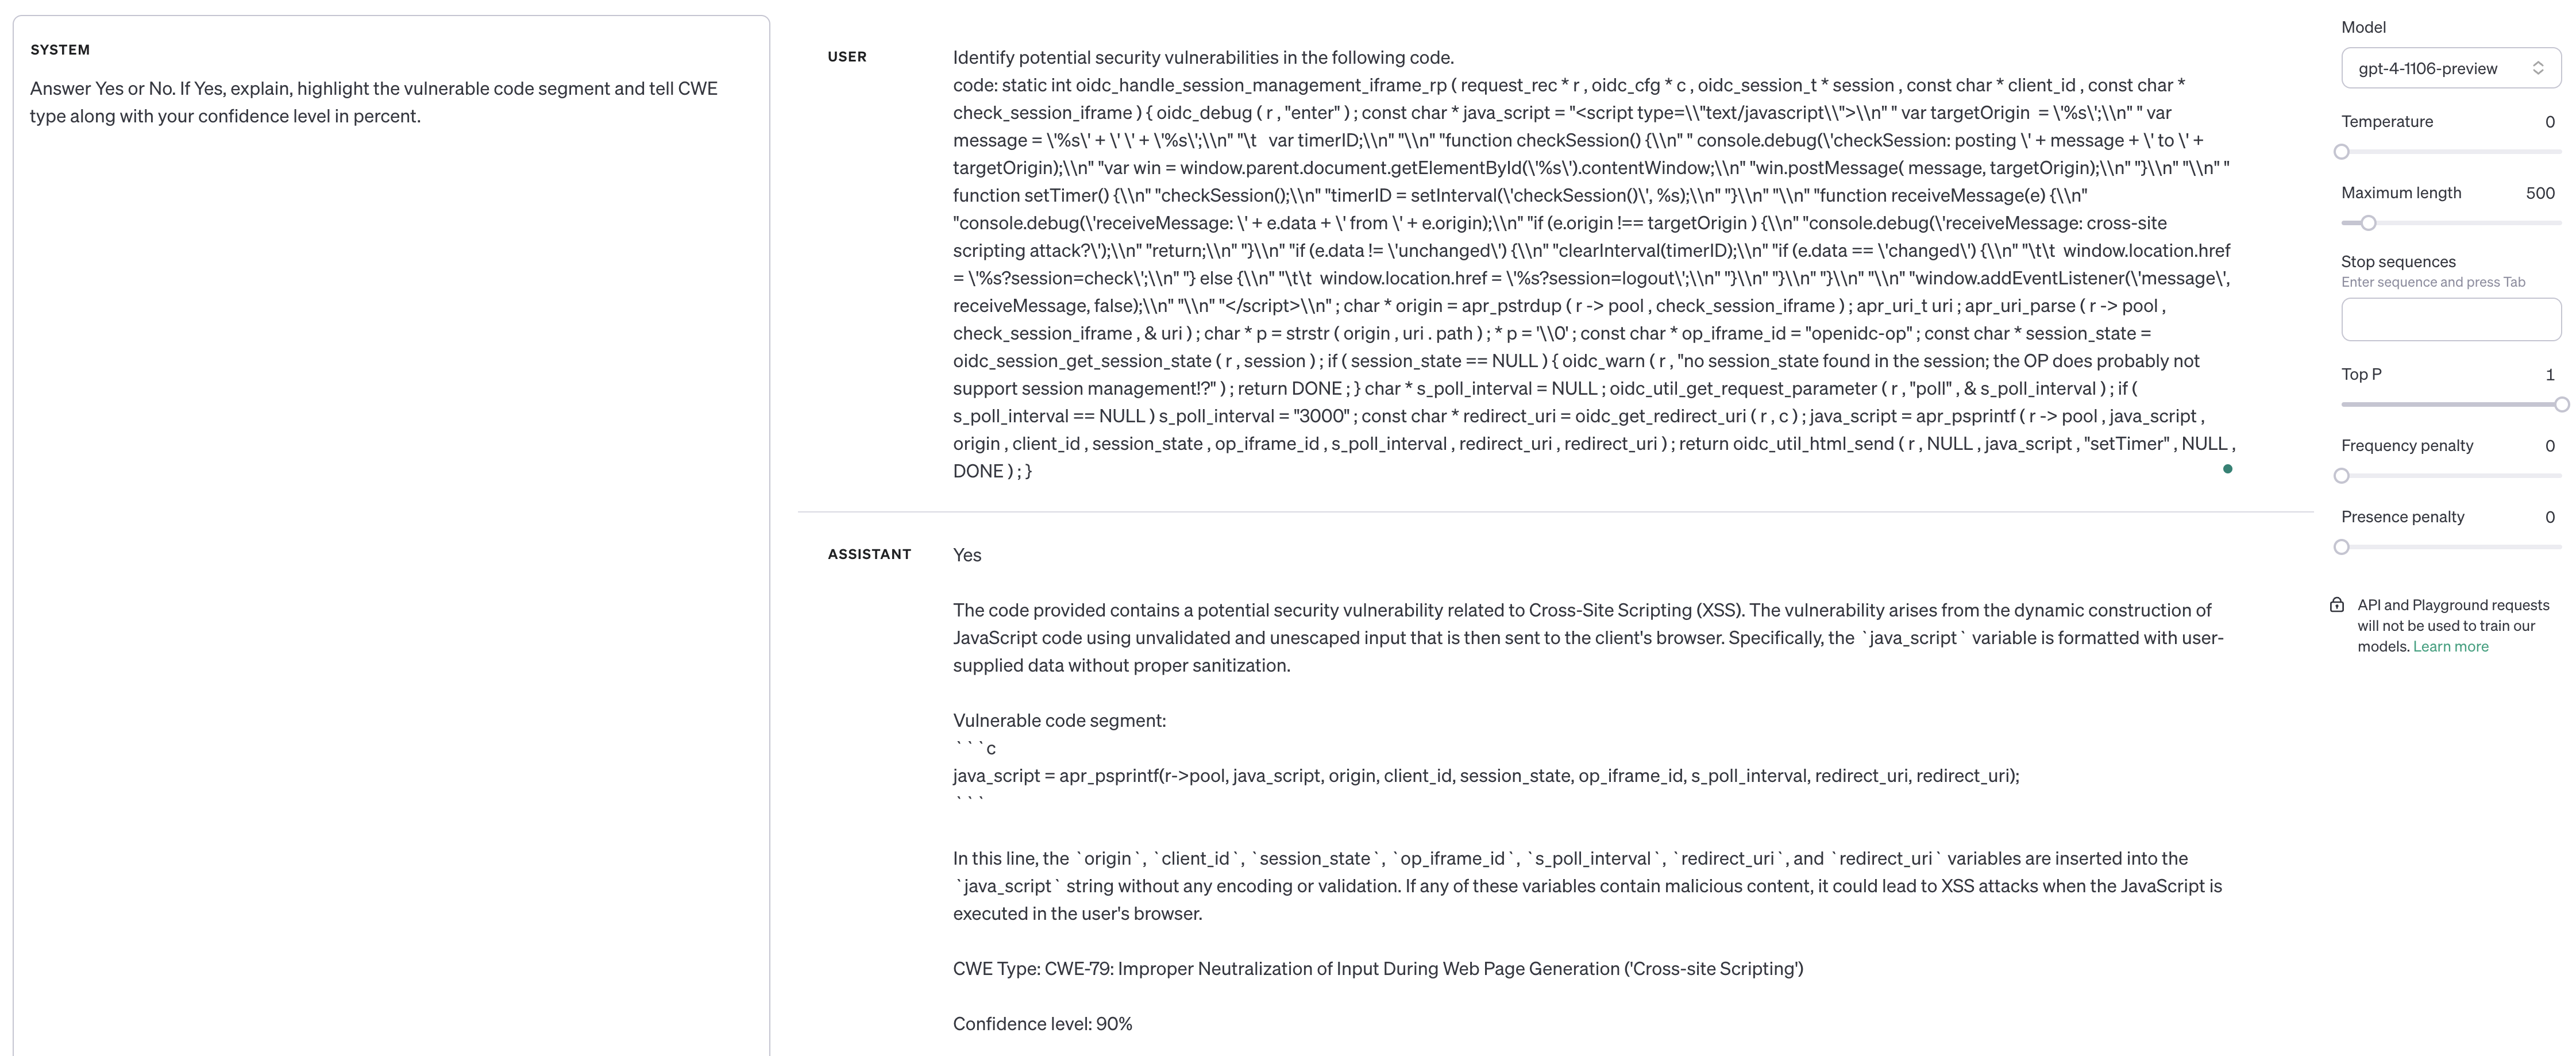 SYSTEM
Answer Yes or No. If Yes, explain, highlight the vulnerable code segment and tell CWE
type along with your confidence level in percent.
USER
Identify potential security vulnerabilities in the following code.
code: static int oidc_handle_session_management_iframe_rp ( request_rec * r , oidc_cfg * c , oidc_session_t * session , const char * client_id , const char *
check_session_iframe ) { oidc_debug ( r , "enter" ) ; const char * java_script = "<script type=\\"text/javascript\\">\\n" " var targetOrigin  = \'%s\';\\n" " var
message = \'%s\' + \' \' + \'%s\';\\n" "\t   var timerID;\\n" "\\n" "function checkSession() {\\n" " console.debug(\'checkSession: posting \' + message + \' to \' +
targetOrigin);\\n" "var win = window.parent.document.getElementById(\'%s\').contentWindow;\\n" "win.postMessage( message, targetOrigin);\\n" "}\\n" "\\n" "
function setTimer() {\\n" "checkSession();\\n" "timerID = setInterval(\'checkSession()\', %s);\\n" "}\\n" "\\n" "function receiveMessage(e) {\\n"
"console.debug(\'receiveMessage: \' + e.data + \' from \' + e.origin);\\n" "if (e.origin !== targetOrigin ) {\\n" "console.debug(\'receiveMessage: cross-site
scripting attack?\');\\n" "return;\\n" "}\\n" "if (e.data != \'unchanged\') {\\n" "clearInterval(timerID);\\n" "if (e.data == \'changed\') {\\n" "\t\t  window.location.href
= \'%s?session=check\';\\n" "} else {\\n" "\t\t  window.location.href = \'%s?session=logout\';\\n" "}\\n" "}\\n" "}\\n" "\\n" "window.addEventListener(\'message\',
receiveMessage, false);\\n" "\\n" "</script>\\n" ; char * origin = apr_pstrdup ( r -> pool , check_session_iframe ) ; apr_uri_t uri ; apr_uri_parse ( r -> pool ,
check_session_iframe , & uri ) ; char * p = strstr ( origin , uri . path ) ; * p = '\\0' ; const char * op_iframe_id = "openidc-op" ; const char * session_state =
oidc_session_get_session_state ( r , session ) ; if ( session_state == NULL ) { oidc_warn ( r , "no session_state found in the session; the OP does probably not
support session management!?" ) ; return DONE ; } char * s_poll_interval = NULL ; oidc_util_get_request_parameter ( r , "poll" , & s_poll_interval ) ; if (
s_poll_interval == NULL ) s_poll_interval = "3000" ; const char * redirect_uri = oidc_get_redirect_uri ( r , c ) ; java_script = apr_psprintf ( r -> pool , java_script ,
origin , client_id , session_state , op_iframe_id , s_poll_interval , redirect_uri , redirect_uri ) ; return oidc_util_html_send ( r , NULL , java_script , "setTimer" , NULL ,
DONE ) ; }
ASSISTANT
Yes
The code provided contains a potential security vulnerability related to Cross-Site Scripting (XSS). The vulnerability arises from the dynamic construction of
JavaScript code using unvalidated and unescaped input that is then sent to the client's browser. Specifically, the `java_script` variable is formatted with user-
supplied data without proper sanitization.
Vulnerable code segment:
```c
java_script = apr_psprintf(r->pool, java_script, origin, client_id, session_state, op_iframe_id, s_poll_interval, redirect_uri, redirect_uri);
```
In this line, the `origin`, `client_id`, `session_state`, `op_iframe_id`, `s_poll_interval`, `redirect_uri`, and `redirect_uri` variables are inserted into the
`java_script` string without any encoding or validation. If any of these variables contain malicious content, it could lead to XSS attacks when the JavaScript is
executed in the user's browser.
CWE Type: CWE-79: Improper Neutralization of Input During Web Page Generation ('Cross-site Scripting')
Confidence level: 90%
Model
gpt-4-1106-preview
Temperature 0
Maximum length 500
Stop sequences
Enter sequence and press Tab
Top P 1
Frequency penalty 0
Presence penalty 0
API and Playground requests
will not be used to train our
models. Learn more